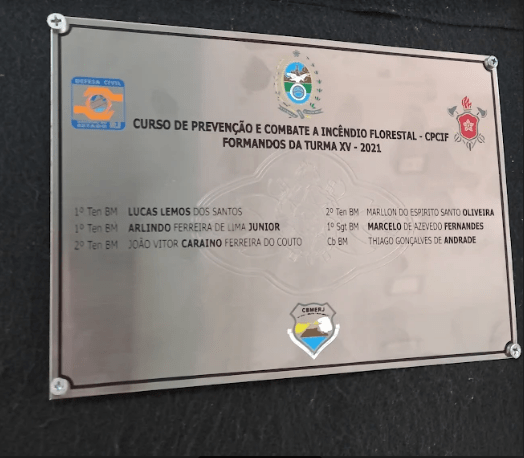 DEFESA CIVIL
ESTADO RJ
CURSO DE PREVENÇÃO E COMBATE A INCÊNDIO FLORESTAL - CPCIF
FORMANDOS DA TURMA XV - 2021
1º Ten BM LUCAS LEMOS DOS SANTOS
1º Ten BM ARLINDO FERREIRA DE LIMA JUNIOR
2º Ten BM JOÃO VITOR CARAINO FERREIRA DO COUTO
2º Ten BM MARLLON DO ESPIRITO SANTO OLIVEIRA
1º Sgt BM MARCELO DE AZEVEDO FERNANDES
Cb BM THIAGO GONÇALVES DE ANDRADE
CBMERJ